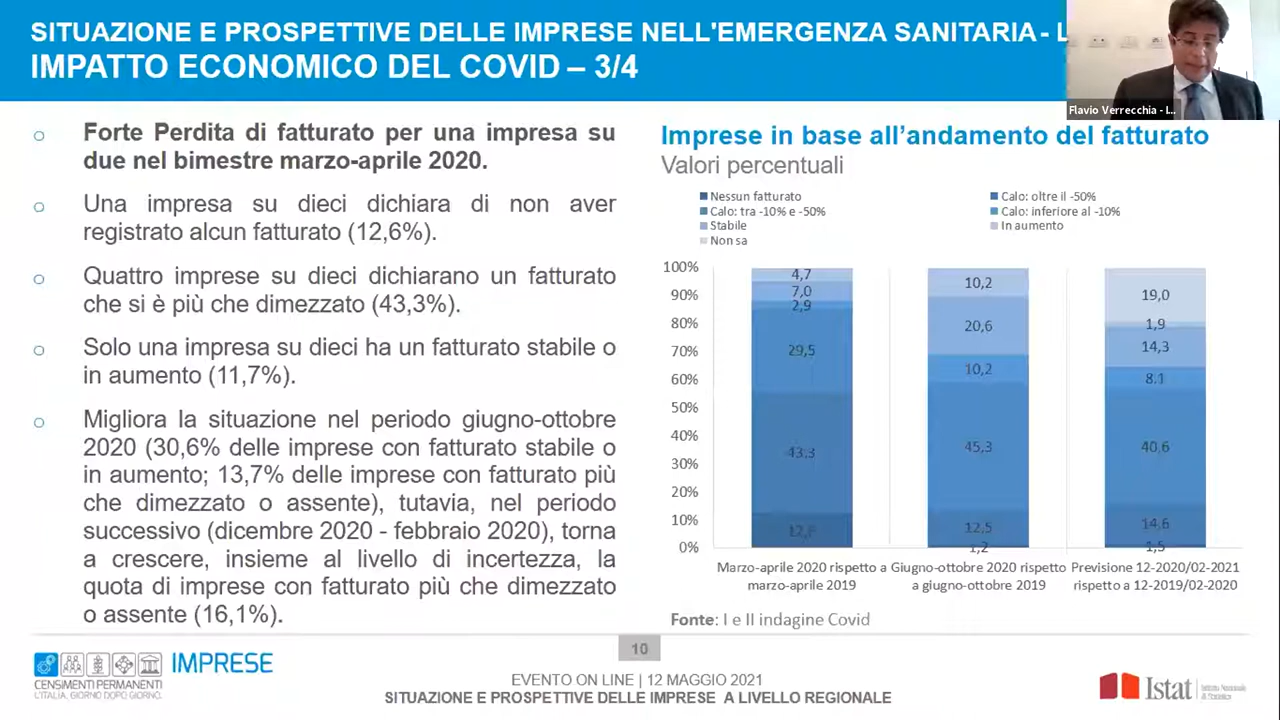 SITUAZIONE E PROSPETTIVE DELLE IMPRESE NELL'EMERGENZA SANITARIA - L
IMPATTO ECONOMICO DEL COVID – 3/4
Flavio Verrecchia - I...
Forte Perdita di fatturato per una impresa su
due nel bimestre marzo-aprile 2020.
Una impresa su dieci dichiara di non aver
registrato alcun fatturato (12,6%).
Quattro imprese su dieci dichiarano un fatturato
che si è più che dimezzato (43,3%).
Solo una impresa su dieci ha un fatturato stabile o
in aumento (11,7%).
Migliora la situazione nel periodo giugno-ottobre
2020 (30,6% delle imprese con fatturato stabile o
in aumento; 13,7% delle imprese con fatturato più
che dimezzato o assente), tuttavia, nel periodo
successivo (dicembre 2020 - febbraio 2020), torna
a crescere, insieme al livello di incertezza, la
quota di imprese con fatturato più che dimezzato
o assente (16,1%).
Imprese in base all'andamento del fatturato
Valori percentuali
Nessun fatturato
Calo: oltre il -50%
Calo: tra -10% e -50%
Calo: inferiore al -10%
Stabile
In aumento
Non sa
100%
90%
80%
70%
60%
50%
40%
30%
20%
10%
0%
4,7
7,0
2,9
29,5
43,3
12,6
10,2
20,6
10,2
45,3
12,5
1,2
19,0
1,9
14,3
8.1
40,6
14,6
1,5
Marzo-aprile 2020 rispetto a
marzo-aprile 2019
Giugno-ottobre 2020 rispetto
a giugno-ottobre 2019
Previsione 12-2020/02-2021
rispetto a 12-2019/02-2020
Fonte: I e II indagine Covid
10
IMPRESE
CENSIMENTI PERMANENTI
L'ITALIA, GIORNO DOPO GIORNO.
EVENTO ON LINE | 12 MAGGIO 2021
SITUAZIONE E PROSPETTIVE DELLE IMPRESE A LIVELLO REGIONALE
Istat
Istituto Nazionale
di Statistica